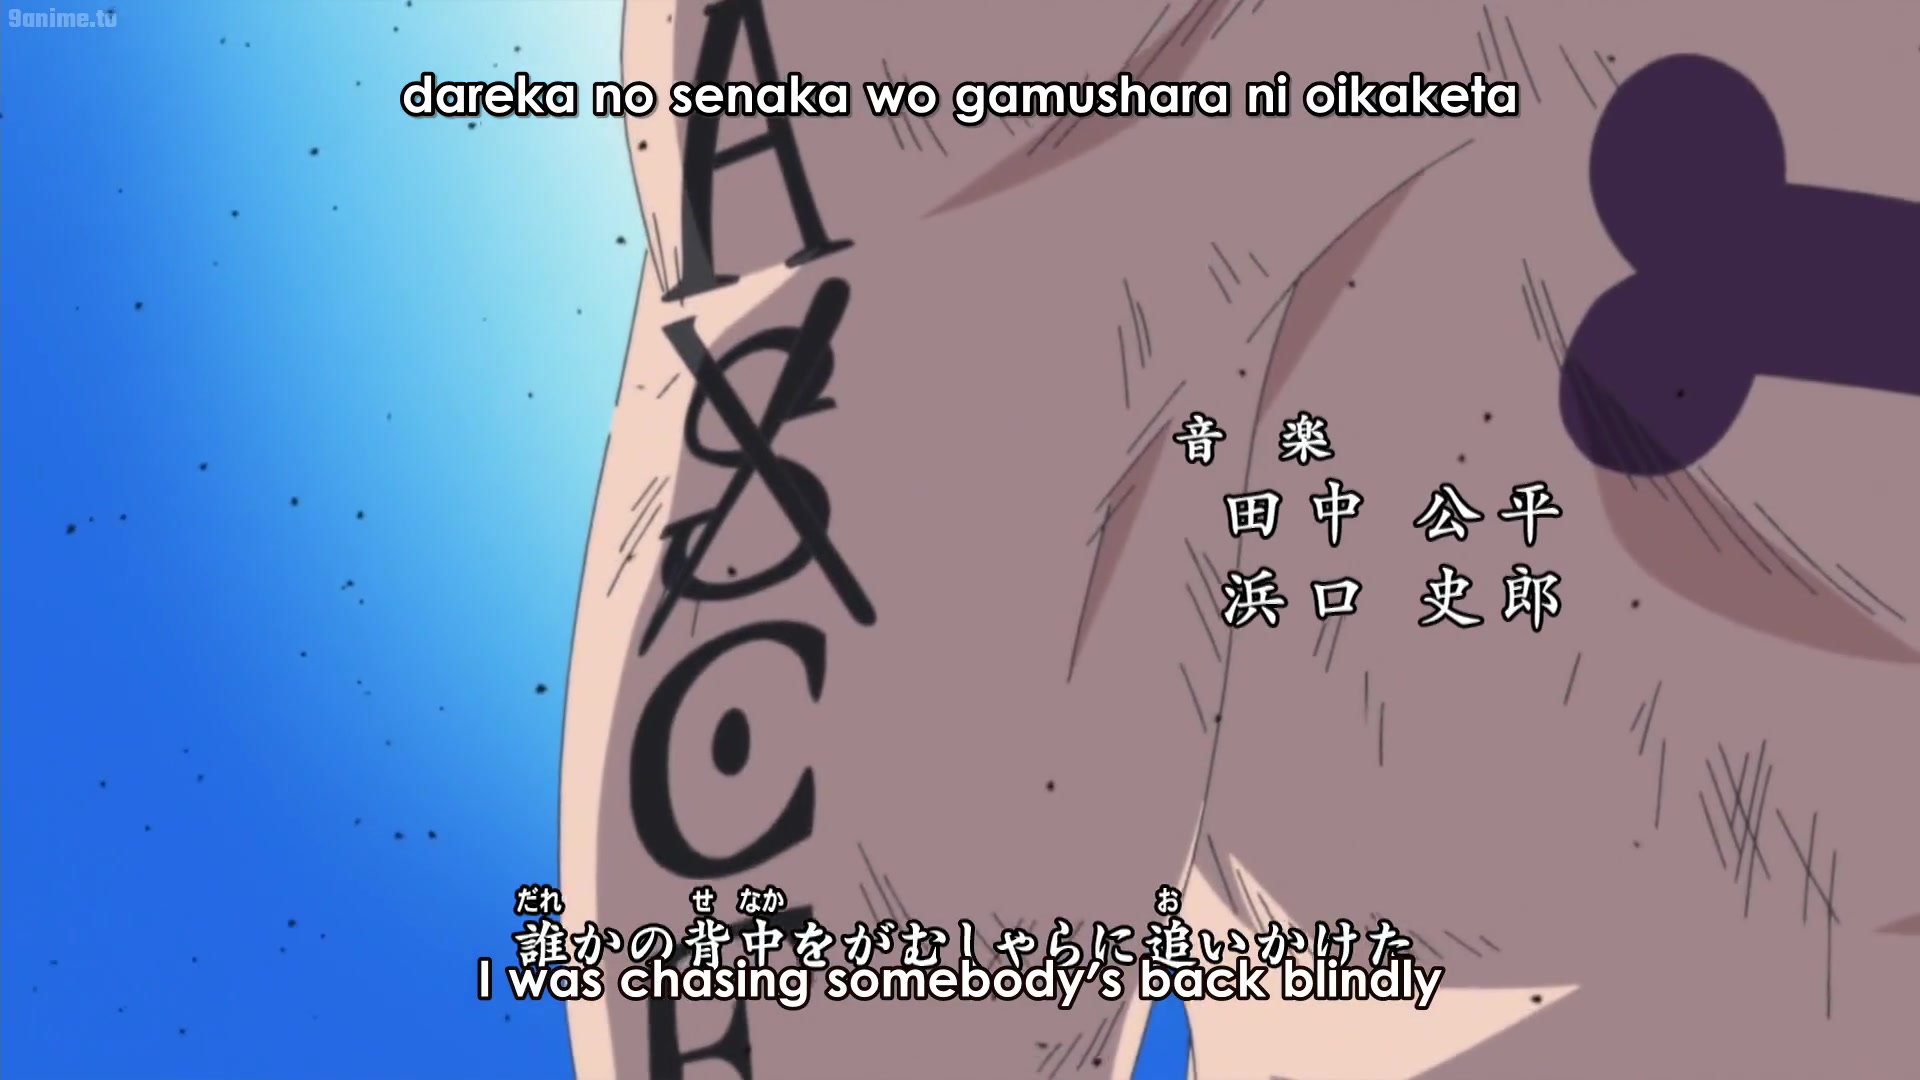 9anime.tv
dareka no senaka wo gamushara ni oikaketa
A
S
C
E
音 楽
田中 公平
浜口 史郎
だれ せ なか お
誰かの背中をがむしゃらに追いかけた
I was chasing somebody's back blindly